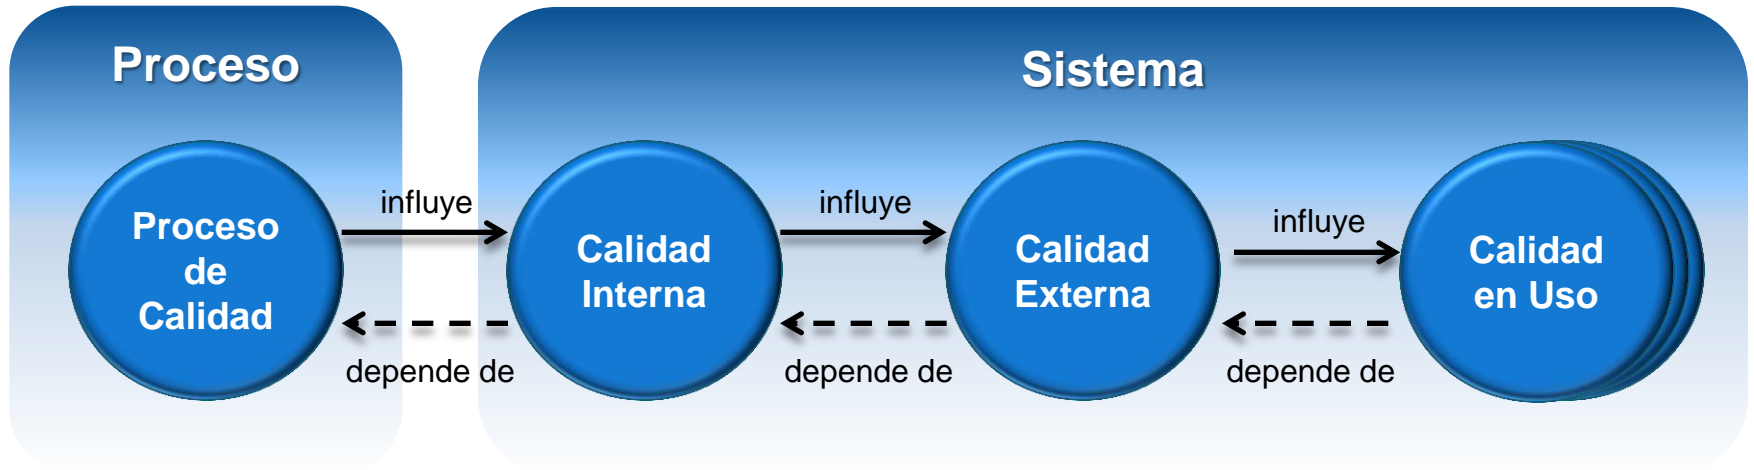 Proceso
Sistema
Proceso
de
Calidad
influye
depende de
Calidad
Interna
influye
depende de
Calidad
Externa
influye
depende de
Calidad
en Uso